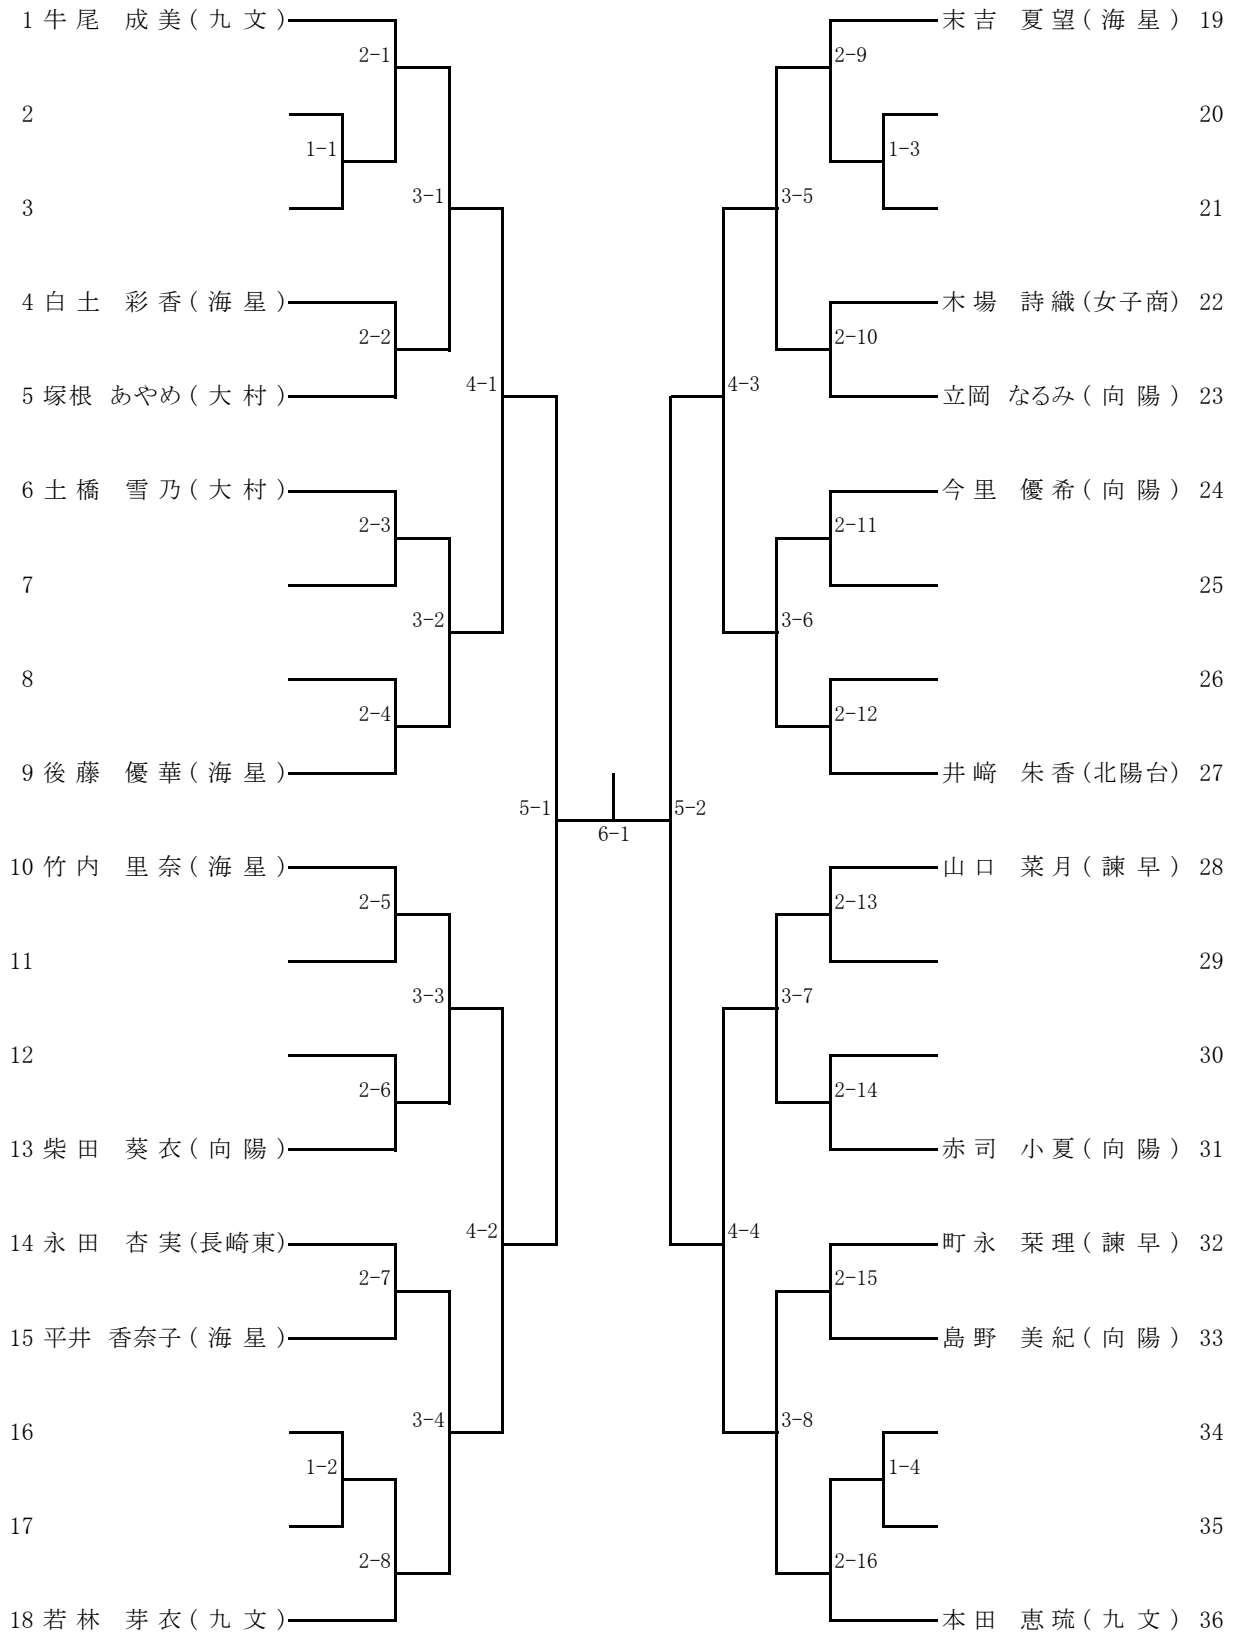 1 牛尾 成美(九文)
2-1
2
1-1
3
3-1
4 白土 彩香(海星)
2-2
5 塚根 あやめ(大村)
4-1
6 土橋 雪乃(大村)
2-3
7
3-2
8
2-4
9 後藤 優華(海星)
5-1
10 竹内 里奈(海星)
2-5
11
3-3
12
2-6
13 柴田 葵衣(向陽)
4-2
14 永田 杏実(長崎東)
2-7
15 平井 香奈子(海星)
3-4
16
1-2
17
2-8
18 若林 芽衣(九文)
6-1
末吉 夏望(海星) 19
2-9
20
1-3
21
3-5
木場 詩織(女子商) 22
2-10
立岡 なるみ(向陽) 23
4-3
今里 優希(向陽) 24
2-11
25
3-6
26
2-12
井﨑 朱香(北陽台) 27
5-2
山口 菜月(諫早) 28
2-13
29
3-7
30
2-14
赤司 小夏(向陽) 31
4-4
町永 栞理(諫早) 32
2-15
島野 美紀(向陽) 33
3-8
34
1-4
35
2-16
本田 恵琉(九文) 36